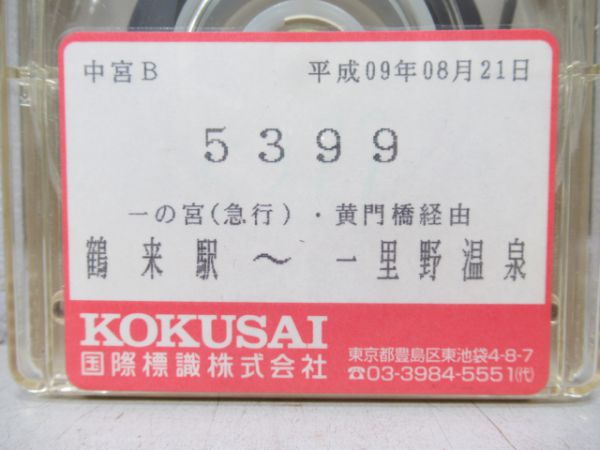 中宮B 平成09年08月21日
5399
一の宮(急行)・黄門橋経由
鶴来駅～一里野温泉
KOKUSAI
国際標識株式会社
東京都豊島区東池袋4-8-7
☎03-3984-5551㈹